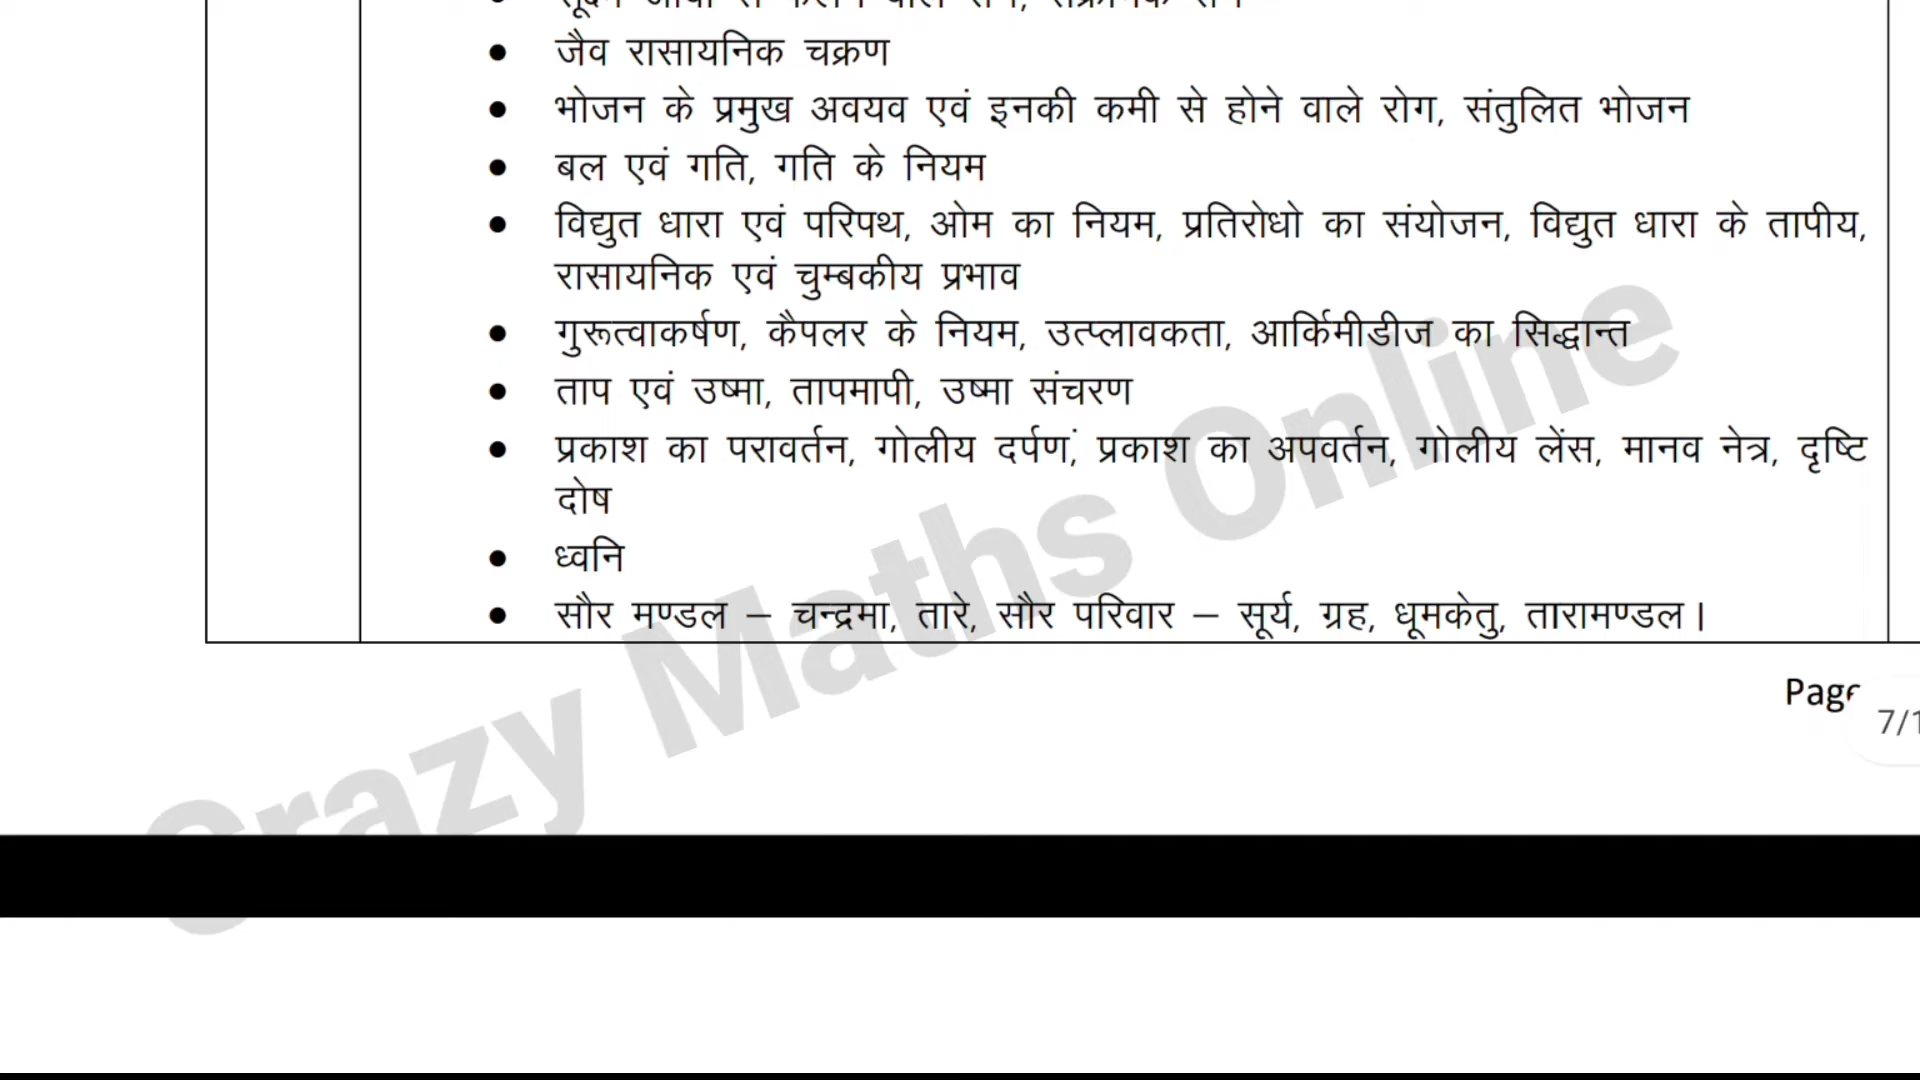 • जैव रासायनिक चक्रण
• भोजन के प्रमुख अवयव एवं इनकी कमी से होने वाले रोग, संतुलित भोजन
• बल एवं गति, गति के नियम
• विद्युत धारा एवं परिपथ, ओम का नियम, प्रतिरोधो का संयोजन, विद्युत धारा के तापीय,
रासायनिक एवं चुम्बकीय प्रभाव
• गुरूत्वाकर्षण, कैपलर के नियम, उत्प्लावकता, आर्किमीडीज का सिद्धान्त
• ताप एवं उष्मा, तापमापी, उष्मा संचरण
• प्रकाश का परावर्तन, गोलीय दर्पण, प्रकाश का अपवर्तन, गोलीय लेंस, मानव नेत्र, दृष्टि
दोष
• ध्वनि
• सौर मण्डल – चन्द्रमा, तारे, सौर परिवार – सूर्य, ग्रह, धूमकेतु, तारामण्डल।
Page
7/1
Crazy Maths Online